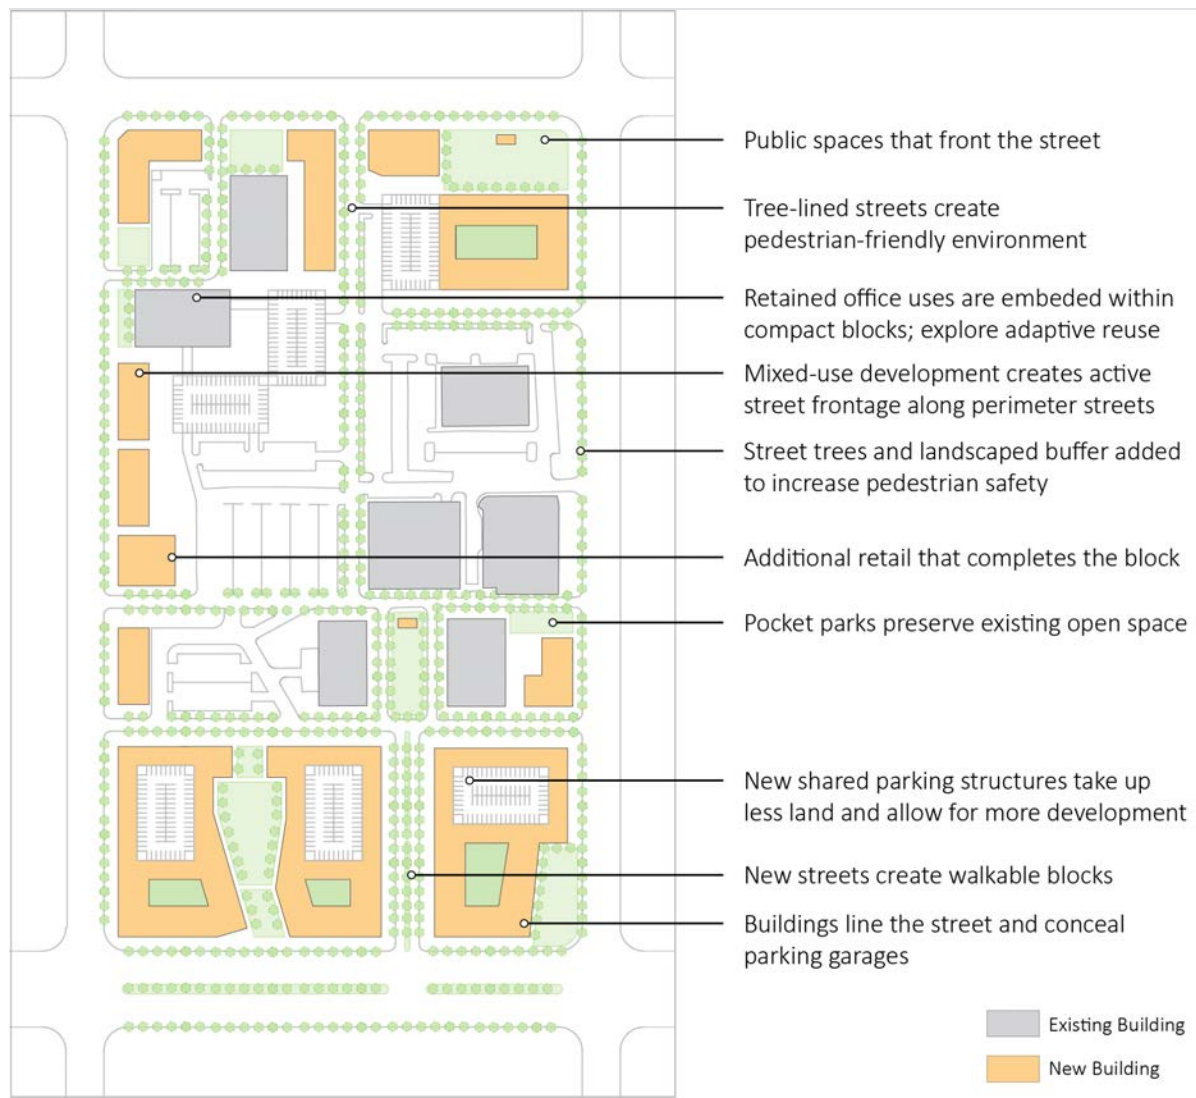 Public spaces that front the street
Tree-lined streets create
pedestrian-friendly environment
Retained office uses are embeded within
compact blocks; explore adaptive reuse
Mixed-use development creates active
street frontage along perimeter streets
Street trees and landscaped buffer added
to increase pedestrian safety
Additional retail that completes the block
Pocket parks preserve existing open space
New shared parking structures take up
less land and allow for more development
New streets create walkable blocks
Buildings line the street and conceal
parking garages
Existing Building
New Building